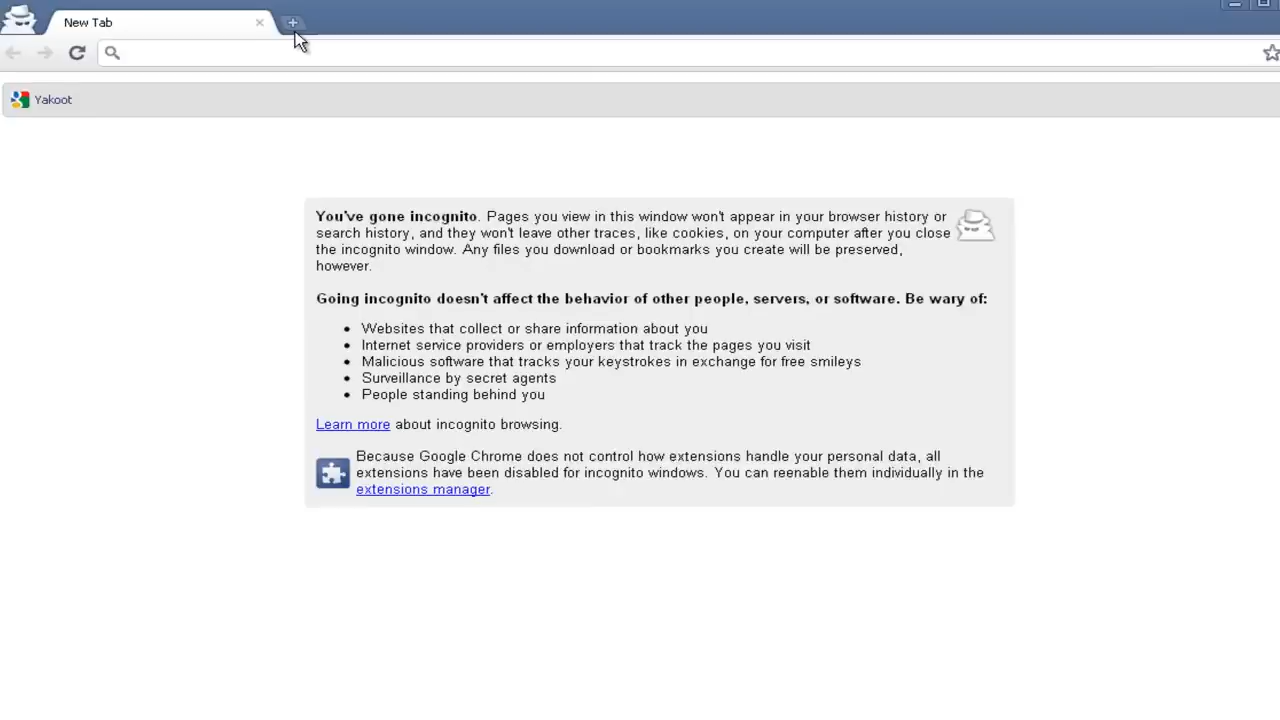 New Tab
Yakoot
You've gone incognito. Pages you view in this window won't appear in your browser history or
search history, and they won't leave other traces, like cookies, on your computer after you close
the incognito window. Any files you download or bookmarks you create will be preserved,
however.
Going incognito doesn't affect the behavior of other people, servers, or software. Be wary of:
• Websites that collect or share information about you
• Internet service providers or employers that track the pages you visit
• Malicious software that tracks your keystrokes in exchange for free smileys
• Surveillance by secret agents
• People standing behind you
Learn more about incognito browsing.
Because Google Chrome does not control how extensions handle your personal data, all
extensions have been disabled for incognito windows. You can reenable them individually in the
extensions manager.